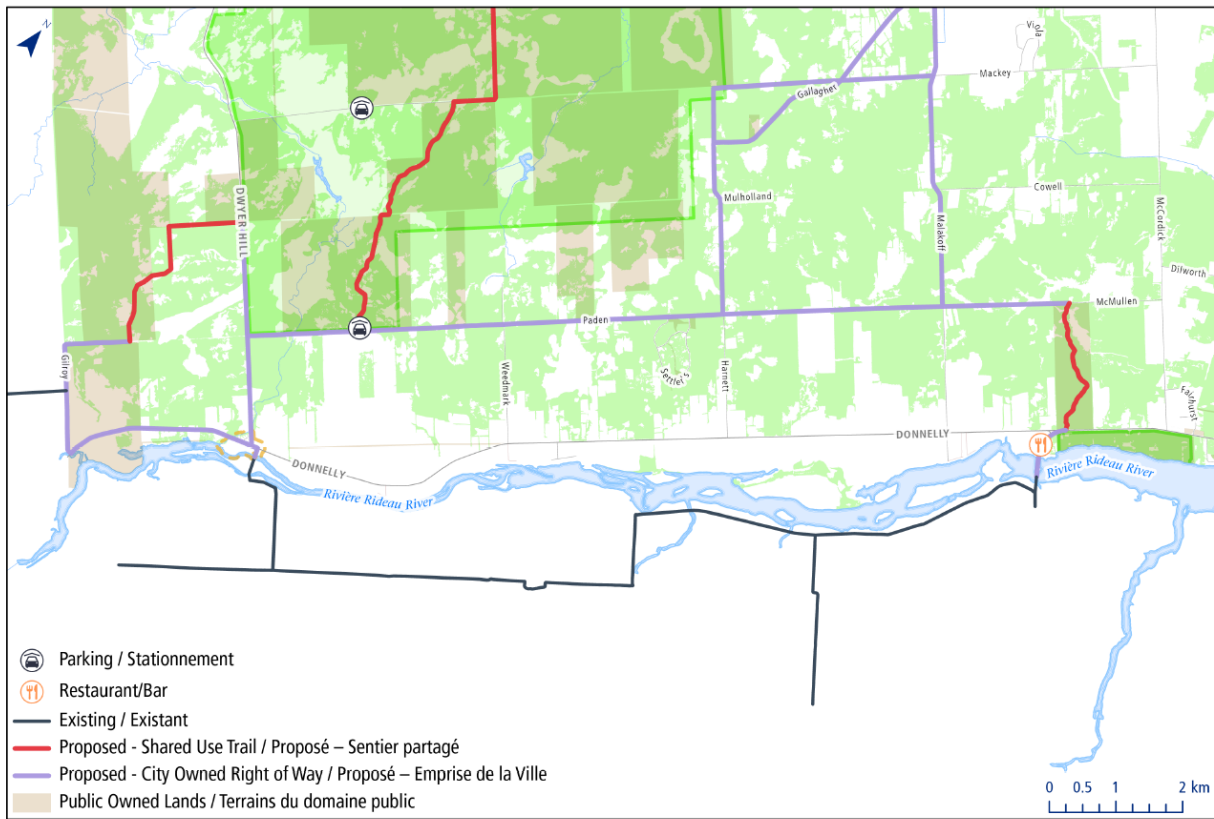 N
Viola
Mackey
Gallagher
Cowell
Mulholland
DWYER HILL
Malakoff
McCordick
Dilworth
McMullen
Paden
Gilroy
Weedmark
Settler's
Harnett
Falrhurst
DONNELLY
DONNELLY
Rivière Rideau River
Rivière Rideau River
Parking / Stationnement
Restaurant/Bar
Existing / Existant
Proposed - Shared Use Trail / Proposé – Sentier partagé
Proposed - City Owned Right of Way / Proposé – Emprise de la Ville
Public Owned Lands / Terrains du domaine public
0 0.5 1 2 km